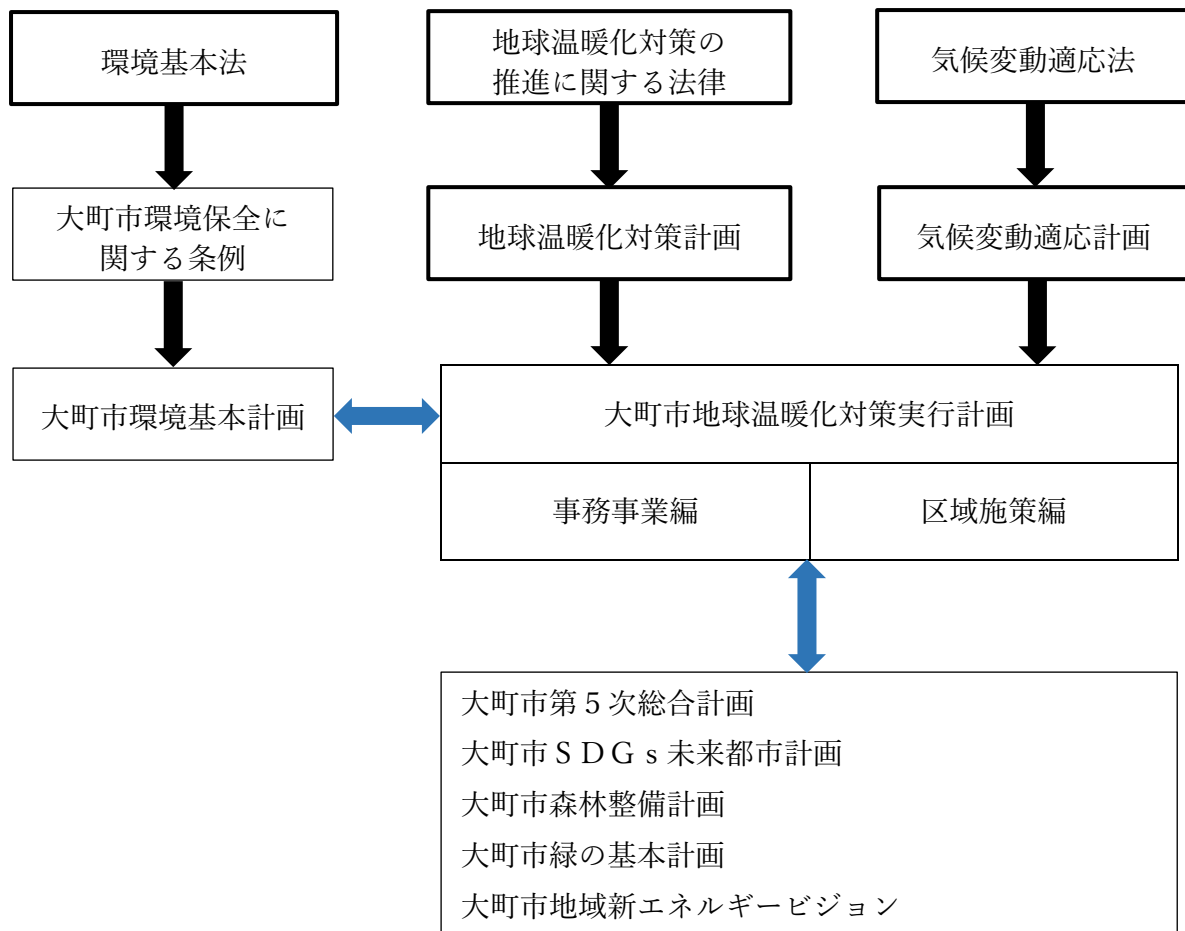 環境基本法
地球温暖化対策の
推進に関する法律
気候変動適応法
大町市環境保全に
関する条例
地球温暖化対策計画
気候変動適応計画
大町市環境基本計画
大町市地球温暖化対策実行計画
事務事業編
区域施策編
大町市第５次総合計画
大町市ＳＤＧｓ未来都市計画
大町市森林整備計画
大町市緑の基本計画
大町市地域新エネルギービジョン